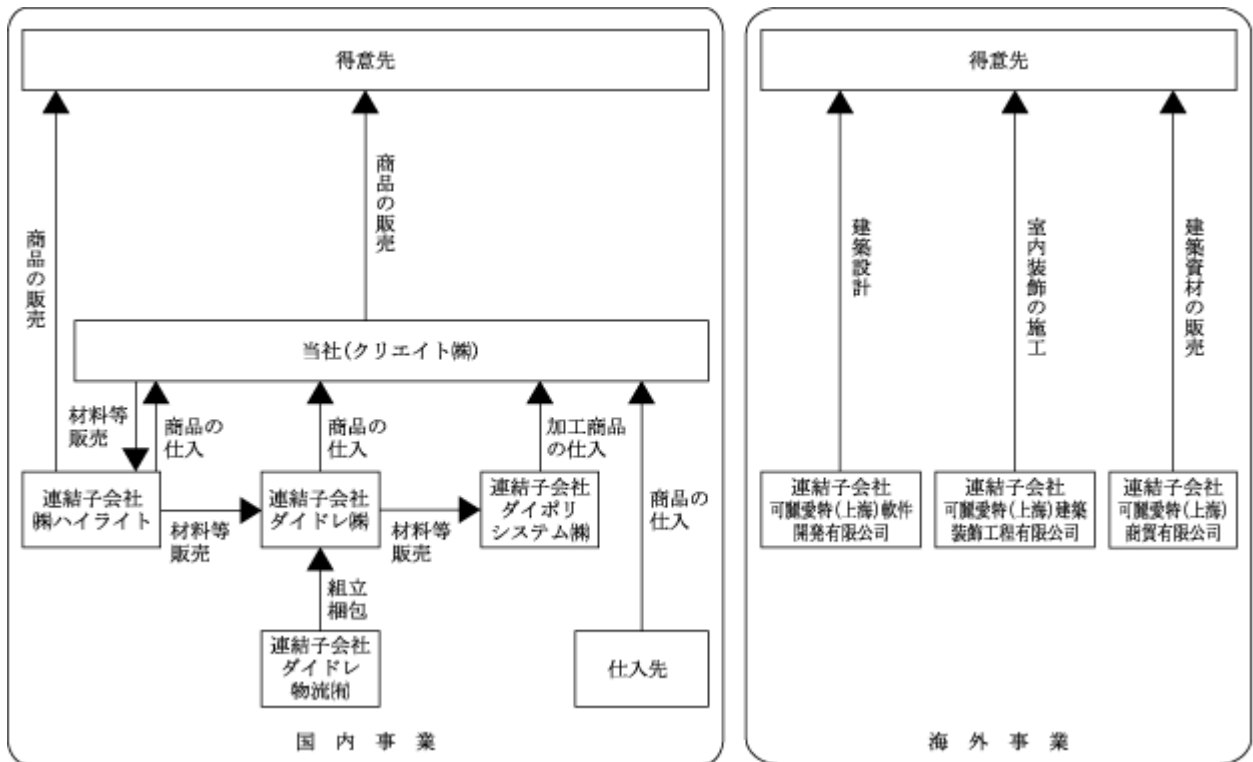 得意先
商品の販売
商品の販売
当社(クリエイト㈱)
材料等
販売
商品の
仕入
商品の
仕入
加工商品
の仕入
商品の
仕入
連結子会社
㈱ハイライト
材料等
販売
連結子会社
ダイドレ㈱
材料等
販売
連結子会社
ダイポリ
システム㈱
組立
梱包
連結子会社
ダイドレ
物流㈲
仕入先
国内事業
得意先
建築設計
室内装飾の施工
建築資材の販売
連結子会社
可麗愛特(上海)軟件
開発有限公司
連結子会社
可麗愛特(上海)建築
装飾工程有限公司
連結子会社
可麗愛特(上海)
商貿有限公司
海外事業